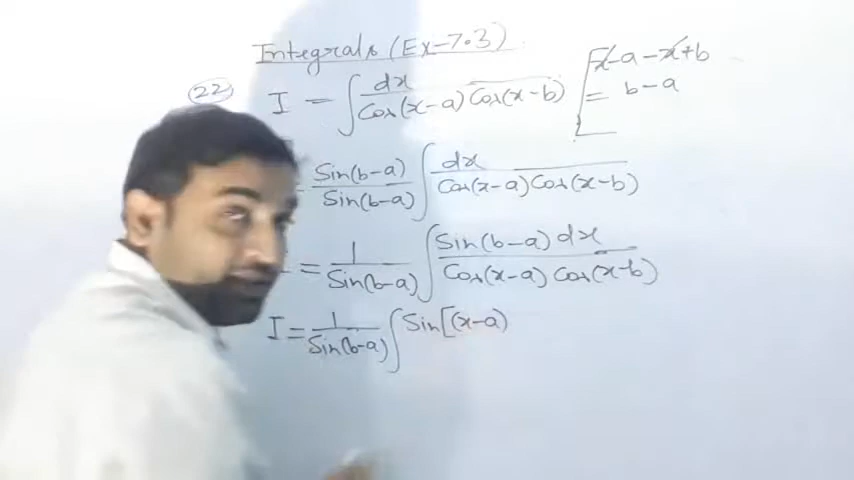 Integrals (Ex-7.3)
22 I = ∫ dx / Cos(x-a) Cos(x-b)
x-a-x+b
= b-a
= Sin(b-a) / Sin(b-a) ∫ dx / Cos(x-a) Cos(x-b)
= 1 / Sin(b-a) ∫ Sin(b-a) dx / Cos(x-a) Cos(x-b)
I = 1 / Sin(b-a) ∫ Sin[(x-a)